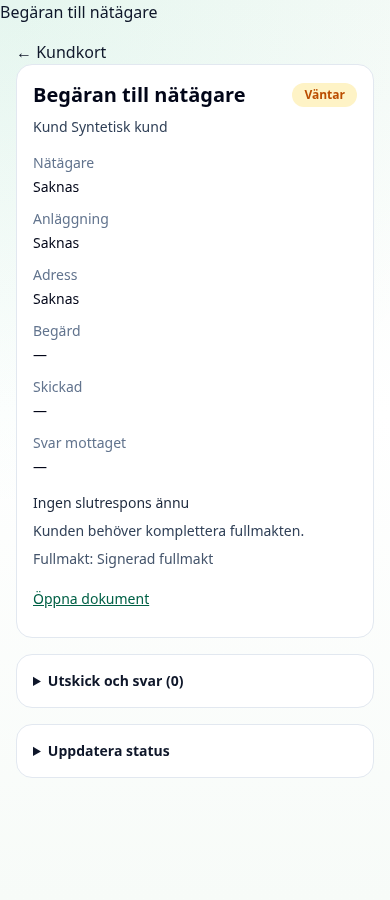 Begäran till nätägare
← Kundkort
Begäran till nätägare
Väntar
Kund Syntetisk kund
Nätägare
Saknas
Anläggning
Saknas
Adress
Saknas
Begärd
—
Skickad
—
Svar mottaget
—
Ingen slutrespons ännu
Kunden behöver komplettera fullmakten.
Fullmakt: Signerad fullmakt
Öppna dokument
▶ Utskick och svar (0)
▶ Uppdatera status